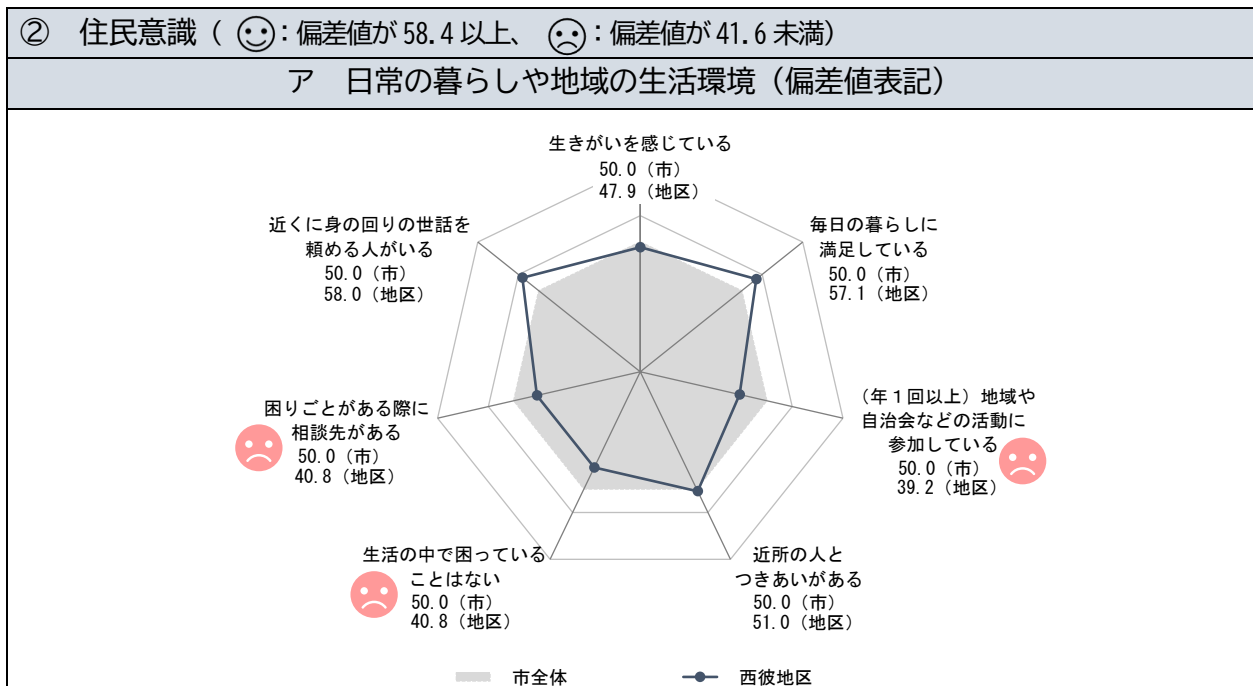 ② 住民意識（ ：偏差値が58.4以上、 ：偏差値が41.6未満）
ア 日常の暮らしや地域の生活環境（偏差値表記）
生きがいを感じている
50.0（市）
47.9（地区）
毎日の暮らしに
満足している
50.0（市）
57.1（地区）
（年１回以上）地域や
自治会などの活動に
参加している
50.0（市）
39.2（地区）
近所の人と
つきあいがある
50.0（市）
51.0（地区）
生活の中で困っている
ことはない
50.0（市）
40.8（地区）
困りごとがある際に
相談先がある
50.0（市）
40.8（地区）
近くに身の回りの世話を
頼める人がいる
50.0（市）
58.0（地区）
市全体
西彼地区